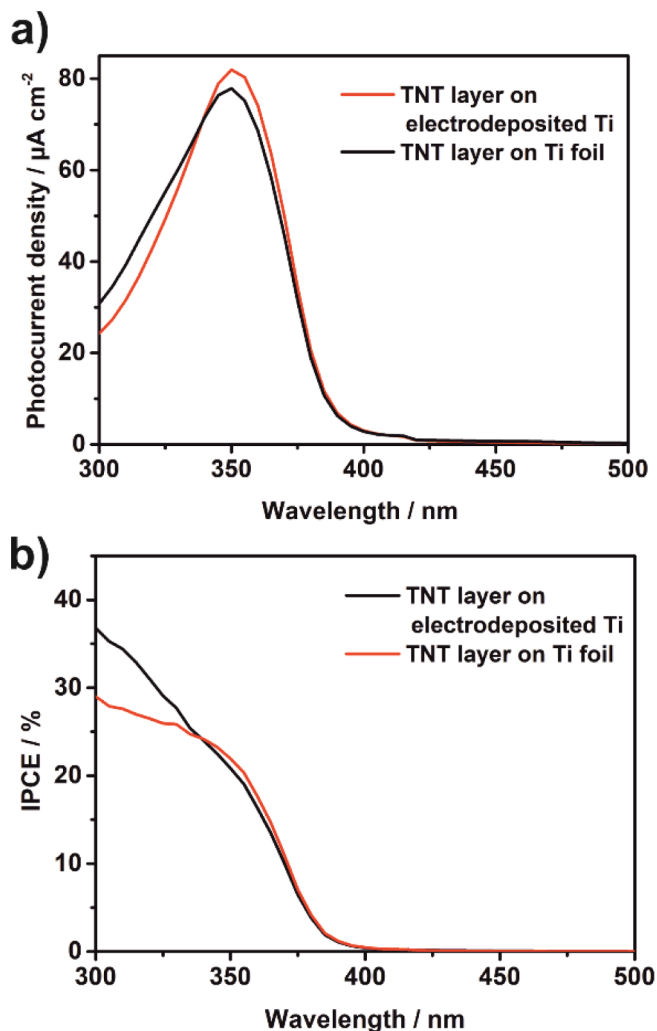 a)
Photocurrent density / µA cm⁻²
80
60
40
20
0
TNT layer on
electrodeposited Ti
TNT layer on Ti foil
300 350 400 450 500
Wavelength / nm
b)
IPCE / %
40
30
20
10
0
TNT layer on
electrodeposited Ti
TNT layer on Ti foil
300 350 400 450 500
Wavelength / nm